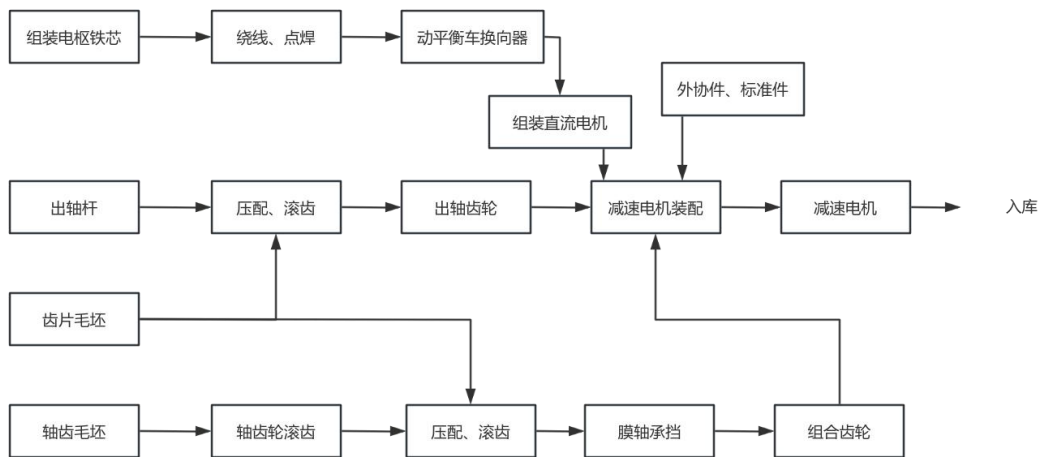 组装电枢铁芯
绕线、点焊
动平衡车换向器
外协件、标准件
组装直流电机
出轴杆
压配、滚齿
出轴齿轮
减速电机装配
减速电机
入库
齿片毛坯
轴齿毛坯
轴齿轮滚齿
压配、滚齿
膜轴承挡
组合齿轮